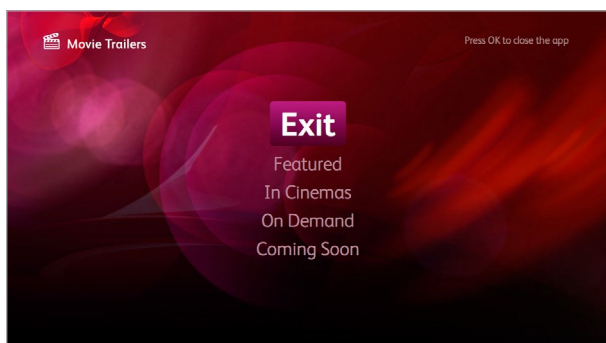 Movie Trailers
Press OK to close the app
Exit
Featured
In Cinemas
On Demand
Coming Soon